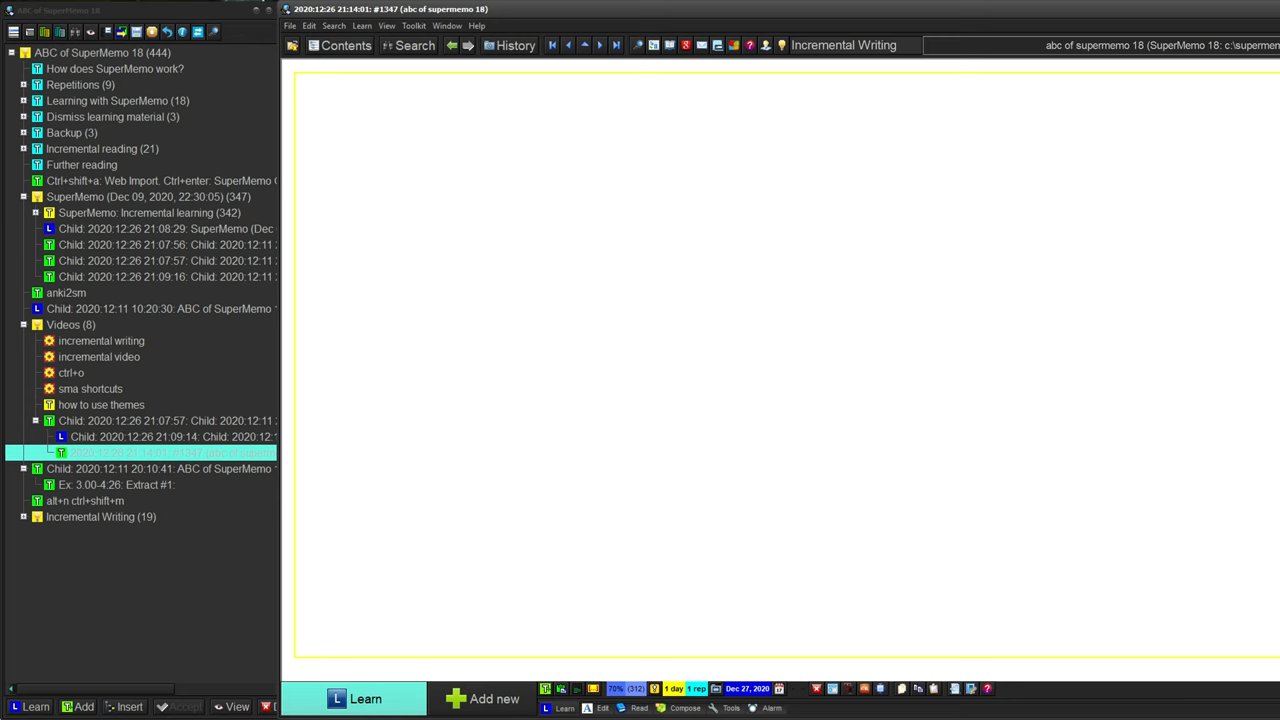 ABC of SuperMemo 18
2020:12:26 21:14:01: #1347 (abc of supermemo 18)
File Edit Search Learn View Toolkit Window Help
Contents Search History Incremental Writing abc of supermemo 18 (SuperMemo 18: c:\supermem
ABC of SuperMemo 18 (444)
How does SuperMemo work?
Repetitions (9)
Learning with SuperMemo (18)
Dismiss learning material (3)
Backup (3)
Incremental reading (21)
Further reading
Ctrl+shift+a: Web Import. Ctrl+enter: SuperMemo C
SuperMemo (Dec 09, 2020, 22:30:05) (347)
SuperMemo: Incremental learning (342)
Child: 2020:12:26 21:08:29: SuperMemo (Dec
Child: 2020:12:26 21:07:56: Child: 2020:12:11
Child: 2020:12:26 21:07:57: Child: 2020:12:11
Child: 2020:12:26 21:09:16: Child: 2020:12:11
anki2sm
Child: 2020:12:11 10:20:30: ABC of SuperMemo
Videos (8)
incremental writing
incremental video
ctrl+o
sma shortcuts
how to use themes
Child: 2020:12:26 21:07:57: Child: 2020:12:11
Child: 2020:12:26 21:09:14: Child: 2020:12:
2020:12:26 21:14:01: #1347 (abc of superm
Child: 2020:12:11 20:10:41: ABC of SuperMemo
Ex: 3.00-4:26: Extract #1:
alt+n ctrl+shift+m
Incremental Writing (19)
Learn Add Insert Accept View D
Learn Add new
70% (312) 1 day 1 rep Dec 27, 2020
Learn Edit Read Compose Tools Alarm